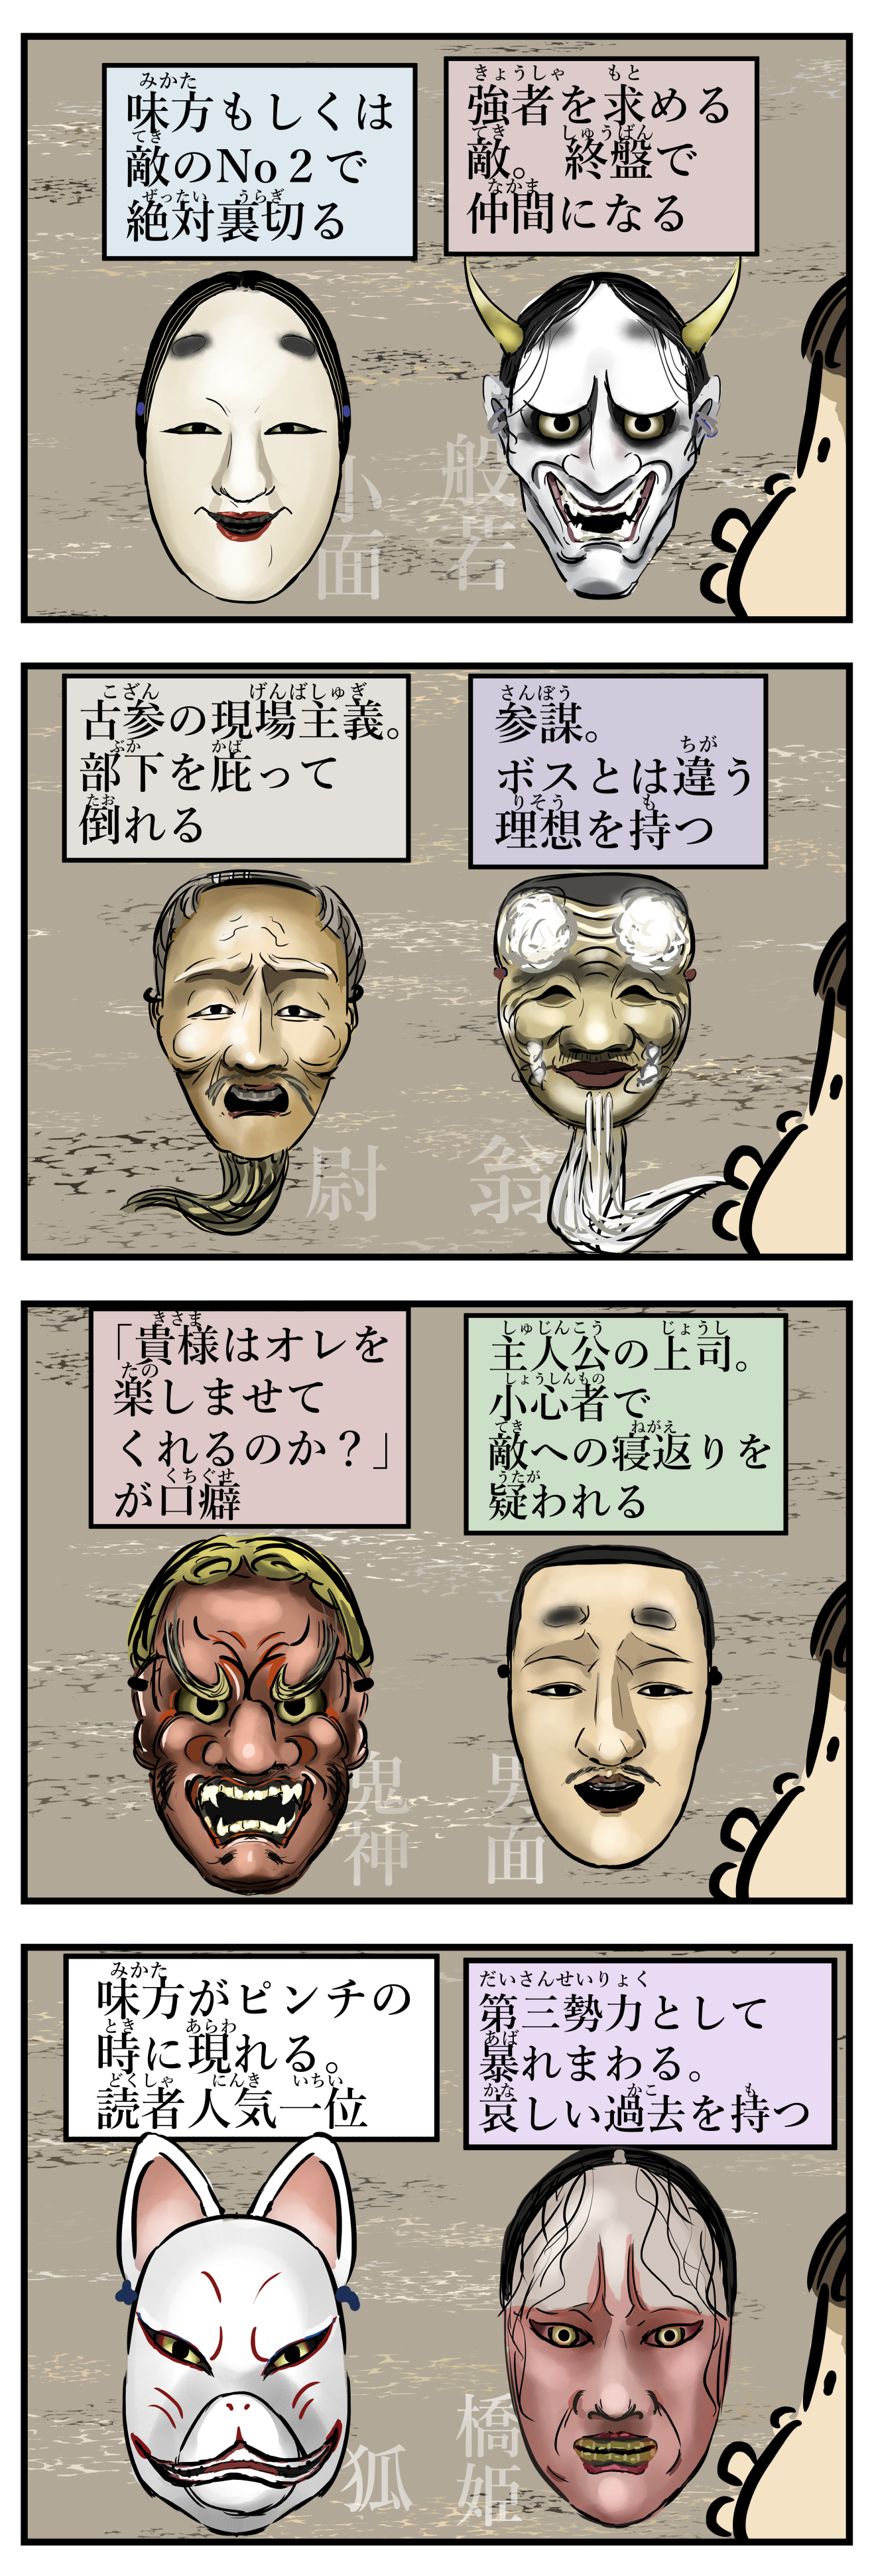 強者を求める
敵。 終盤で
仲間になる
般若
味方もしくは
敵のNo２で
絶対裏切る
小面
参謀。
ボスとは違う
理想を持つ
翁
古参の現場主義。
部下を庇って
倒れる
尉
主人公の上司。
小心者で
敵への寝返りを
疑われる
男面
「貴様はオレを
楽しませて
くれるのか？」
が口癖
鬼神
第三勢力として
暴れまわる。
哀しい過去を持つ
橋姫
味方がピンチの
時に現れる。
読者人気一位
狐